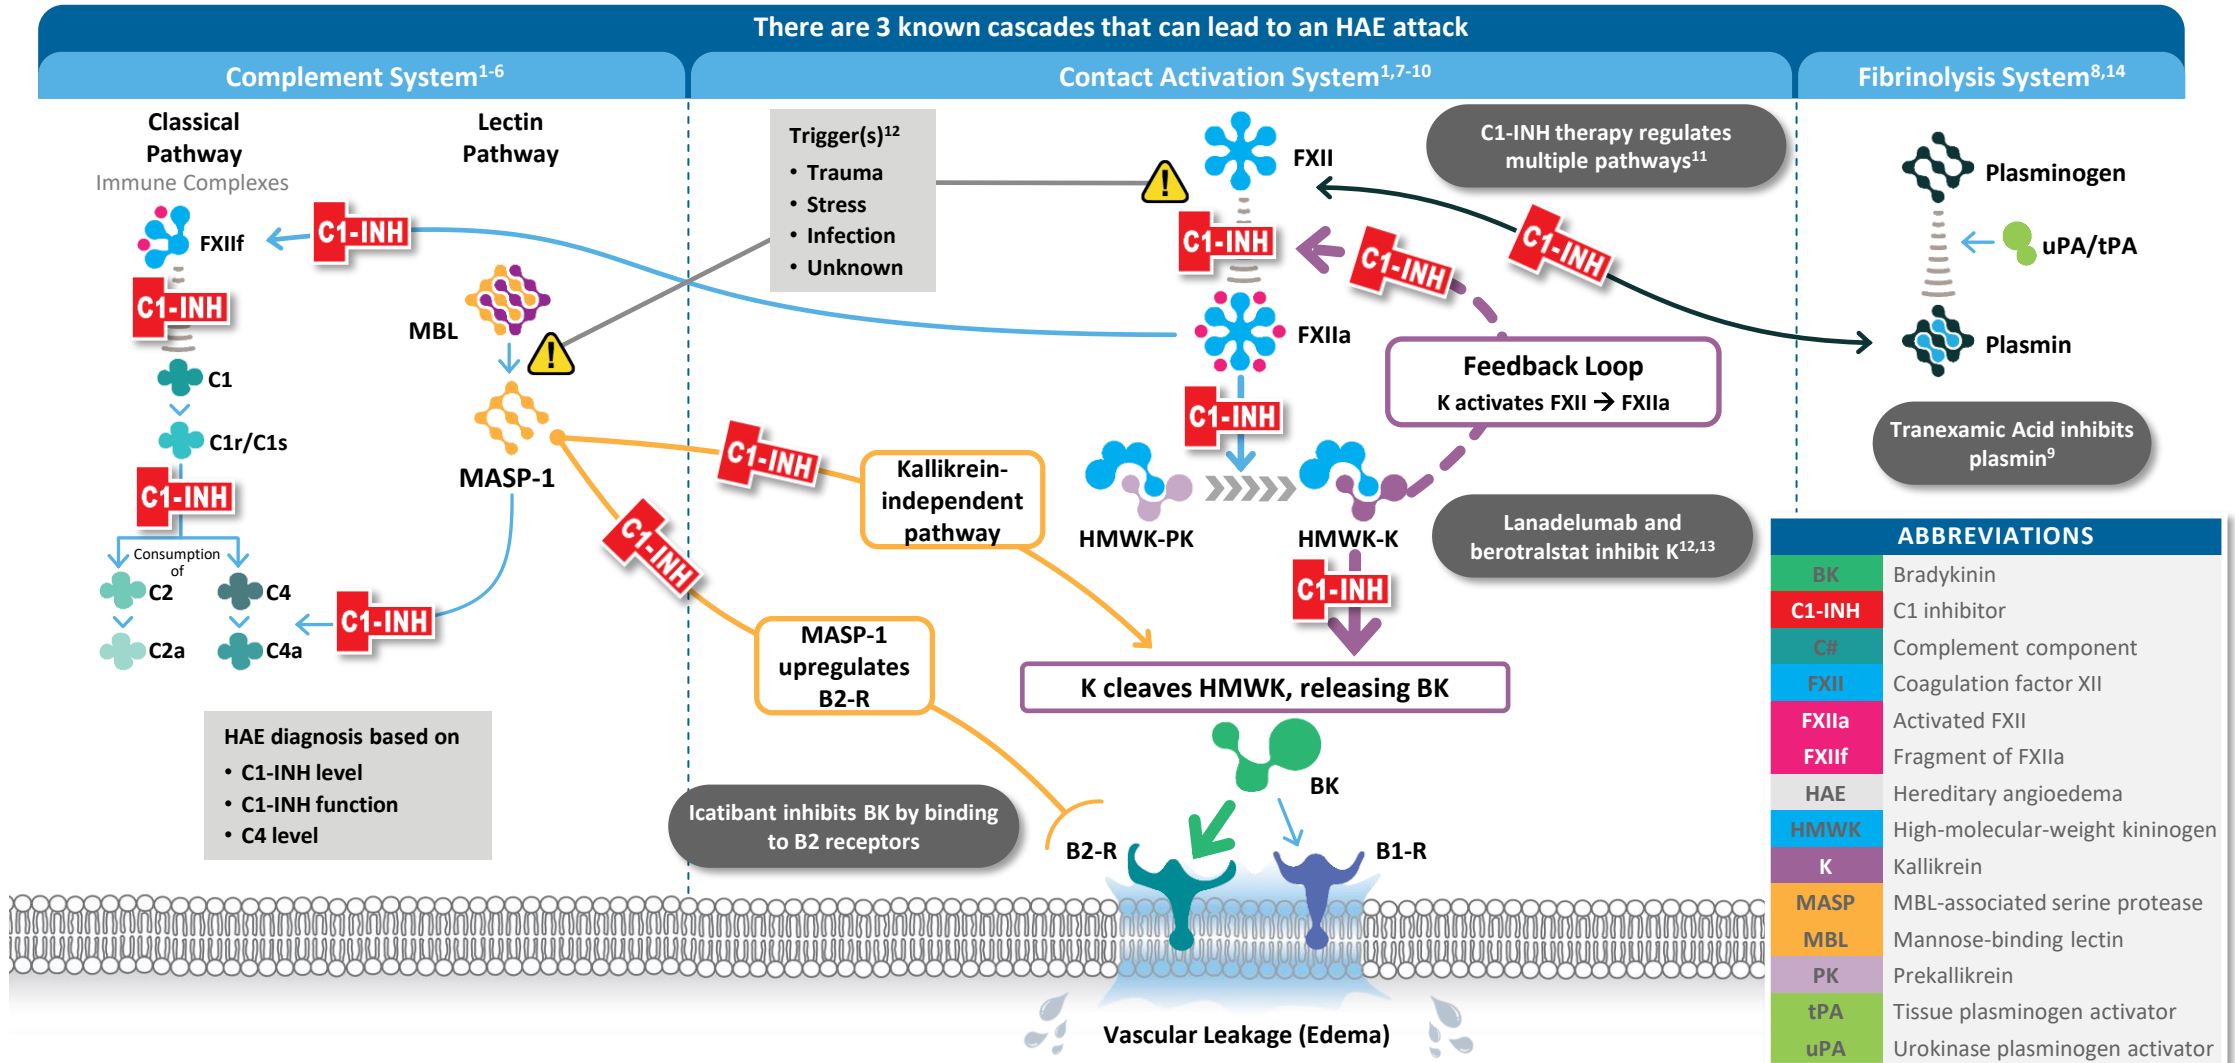 There are 3 known cascades that can lead to an HAE attack
Complement System1-6
Contact Activation System1,7-10
Fibrinolysis System8,14
Classical
Pathway
Immune Complexes
Lectin
Pathway
FXIIf
C1-INH
C1-INH
C1
C1r/C1s
C1-INH
Consumption
of
C2
C4
C2a
C4a
C1-INH
MBL
MASP-1
HAE diagnosis based on
• C1-INH level
• C1-INH function
• C4 level
Trigger(s)12
• Trauma
• Stress
• Infection
• Unknown
!
!
FXII
C1-INH
C1-INH
FXIIa
C1-INH
C1-INH therapy regulates
multiple pathways11
C1-INH
Feedback Loop
K activates FXII → FXIIa
C1-INH
Kallikrein-
independent
pathway
C1-INH
MASP-1
upregulates
B2-R
HMWK-PK
HMWK-K
Lanadelumab and
berotralstat inhibit K12,13
C1-INH
K cleaves HMWK, releasing BK
BK
Icatibant inhibits BK by binding
to B2 receptors
B2-R
B1-R
Vascular Leakage (Edema)
Plasminogen
uPA/tPA
Plasmin
Tranexamic Acid inhibits
plasmin9
ABBREVIATIONS
BK Bradykinin
C1-INH C1 inhibitor
C# Complement component
FXII Coagulation factor XII
FXIIa Activated FXII
FXIIf Fragment of FXIIa
HAE Hereditary angioedema
HMWK High-molecular-weight kininogen
K Kallikrein
MASP MBL-associated serine protease
MBL Mannose-binding lectin
PK Prekallikrein
tPA Tissue plasminogen activator
uPA Urokinase plasminogen activator